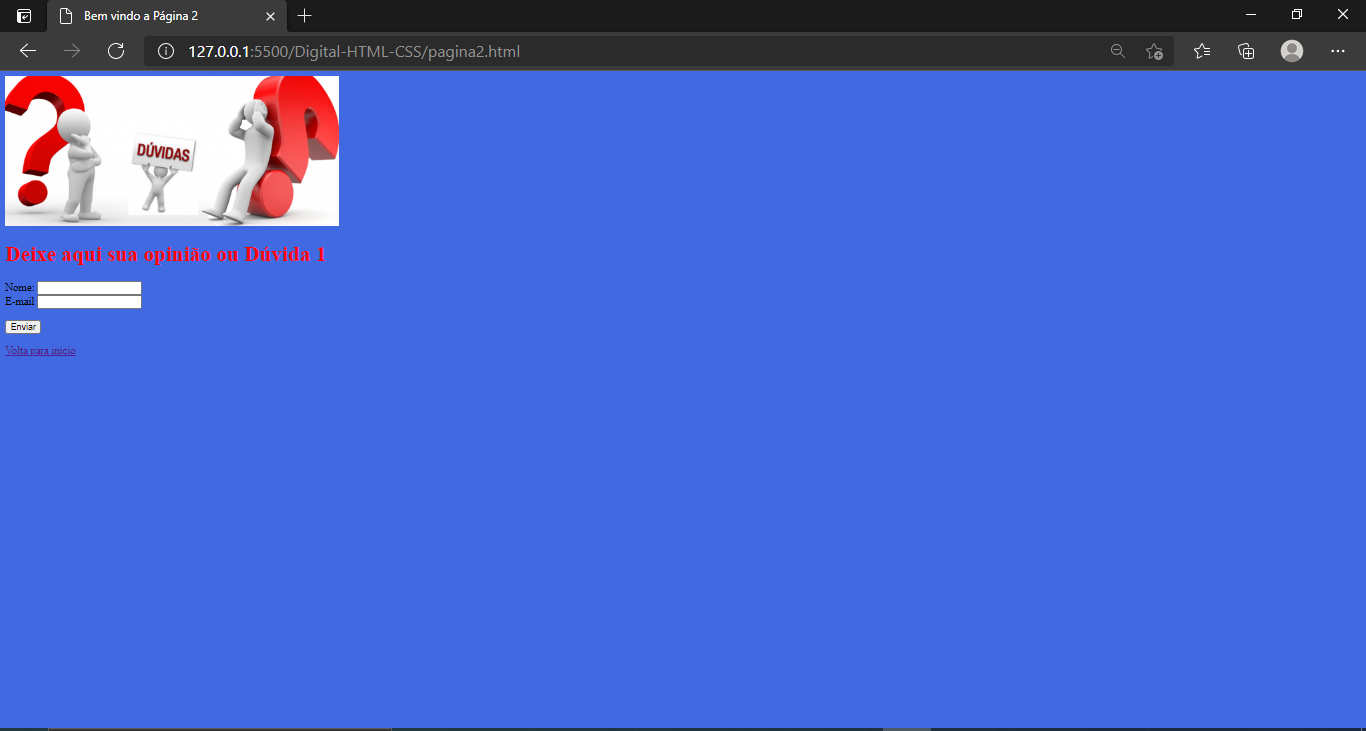 Bem vindo a Página 2
127.0.0.1:5500/Digital-HTML-CSS/pagina2.html
DÚVIDAS
Deixe aqui sua opinião ou Dúvida 1
Nome:
E-mail
Enviar
Volta para inicio